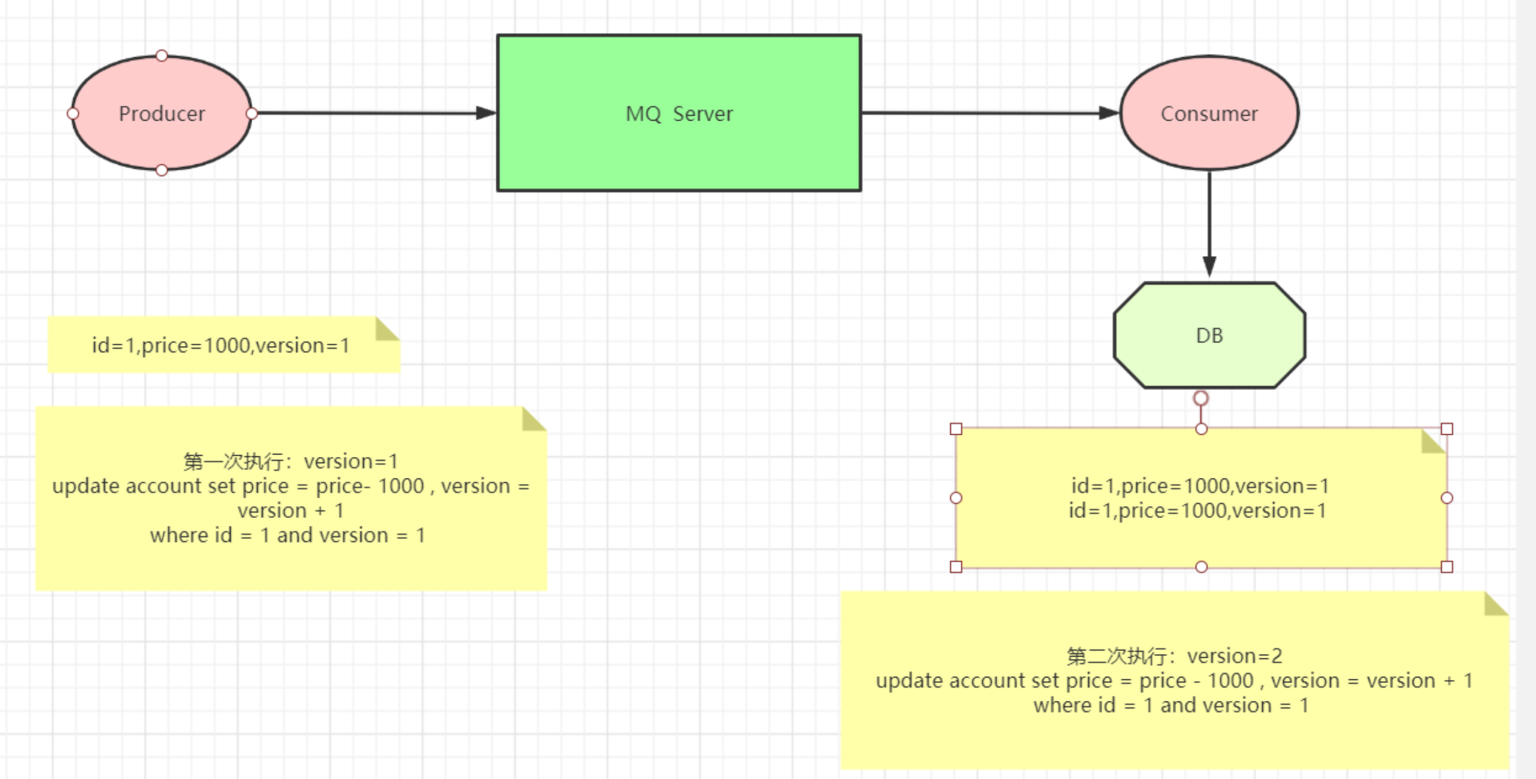 Producer
MQ  Server
Consumer
DB
id=1,price=1000,version=1
第一次执行：version=1
update account set price = price- 1000 , version =
version + 1
where id = 1 and version = 1
id=1,price=1000,version=1
id=1,price=1000,version=1
第二次执行：version=2
update account set price = price - 1000 , version = version + 1
where id = 1 and version = 1